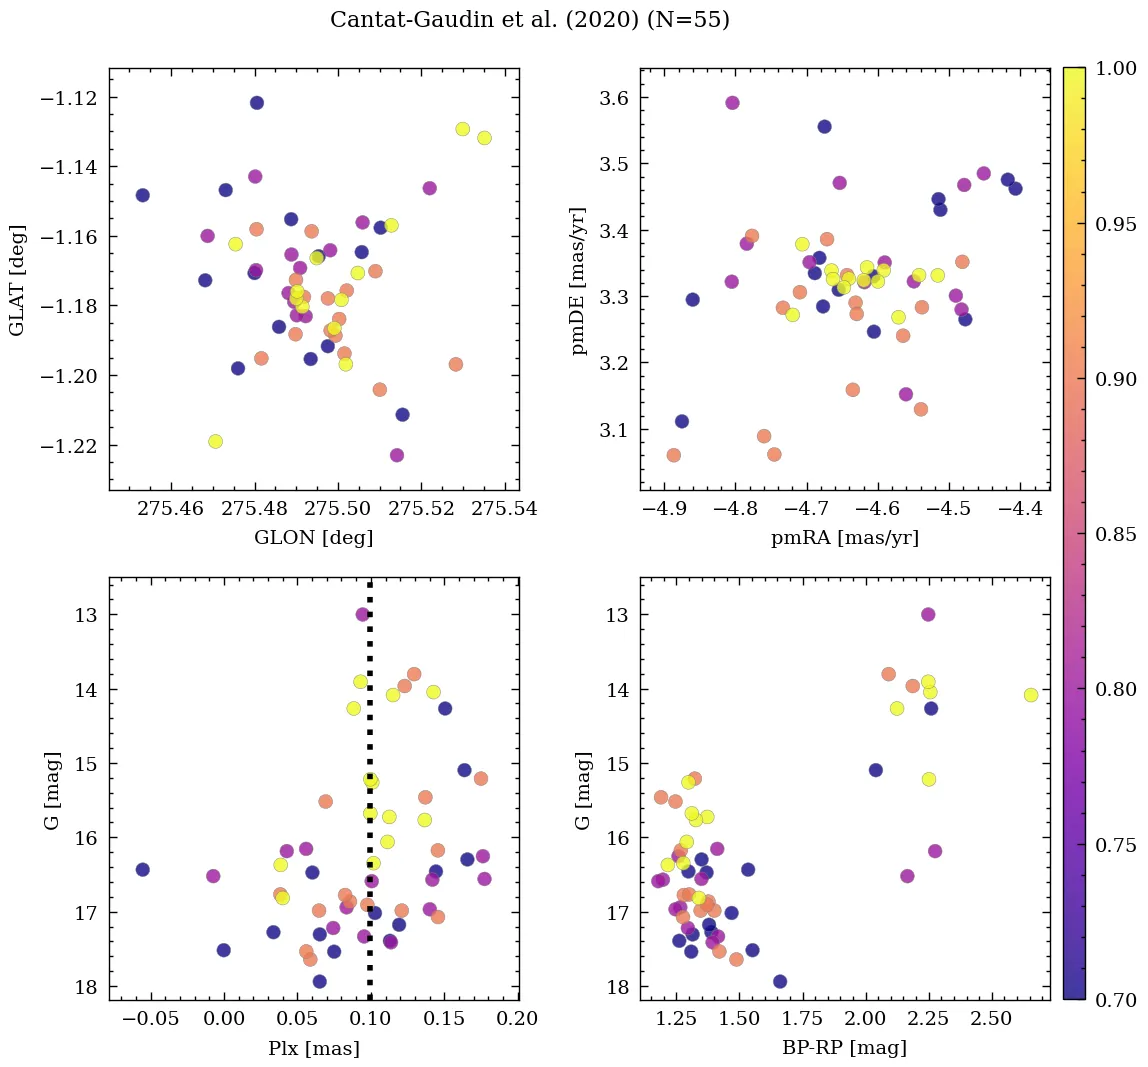 Cantat-Gaudin et al. (2020) (N=55)
−1.12
−1.14
−1.16
−1.18
−1.20
−1.22
GLAT [deg]
275.46 275.48 275.50 275.52 275.54
GLON [deg]
3.6
3.5
3.4
3.3
3.2
3.1
pmDE [mas/yr]
−4.9 −4.8 −4.7 −4.6 −4.5 −4.4
pmRA [mas/yr]
13
14
15
16
17
18
G [mag]
−0.05 0.00 0.05 0.10 0.15 0.20
Plx [mas]
13
14
15
16
17
18
G [mag]
1.25 1.50 1.75 2.00 2.25 2.50
BP-RP [mag]
1.00
0.95
0.90
0.85
0.80
0.75
0.70